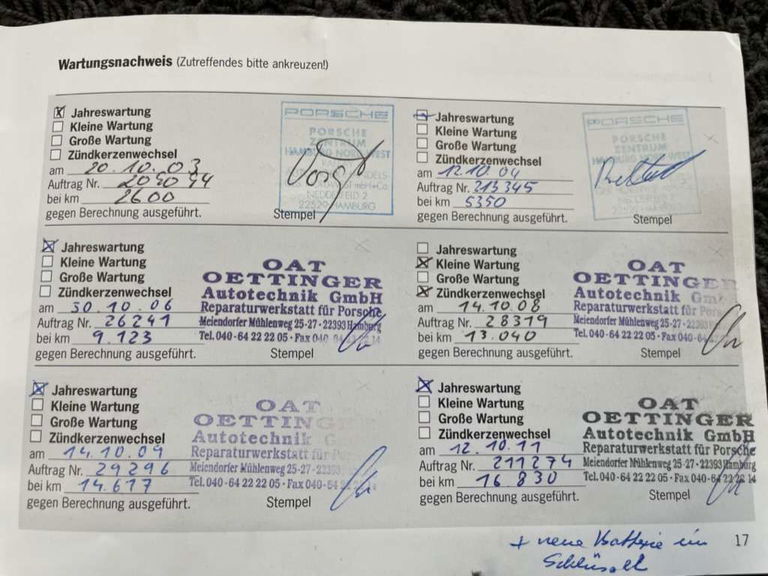 Wartungsnachweis (Zutreffendes bitte ankreuzen!)
Jahreswartung
Kleine Wartung
Große Wartung
Zündkerzenwechsel
am 20.10.03
Auftrag Nr.
bei km 2600
gegen Berechnung ausgeführt.
PORSCHE
PORSCHE
ZENTRUM
HAMBURG
NEDDERFELD 2
22529 HAMBURG
Stempel
Jahreswartung
Kleine Wartung
Große Wartung
Zündkerzenwechsel
am 12.10.04
Auftrag Nr. 213345
bei km 5350
gegen Berechnung ausgeführt.
PORSCHE
PORSCHE
ZENTRUM
Stempel
Jahreswartung
Kleine Wartung
Große Wartung
Zündkerzenwechsel
am 30.10.06
Auftrag Nr. 26241
bei km 9.123
gegen Berechnung ausgeführt.
OAT
OETTINGER
Autotechnik GmbH
Reparaturwerkstatt für Porsche
Meiendorfer Mühlenweg 25-27 · 22393 Hamburg
Tel. 040-64 22 22 05 · Fax 040
Stempel
Jahreswartung
Kleine Wartung
Große Wartung
Zündkerzenwechsel
am 14.10.08
Auftrag Nr. 28319
bei km 13.040
gegen Berechnung ausgeführt.
OAT
OETTINGER
Autotechnik Gm
Reparaturwerkstatt für Pors
Meiendorfer Mühlenweg 25-27 · 22393
Tel. 040-64 22 22 05 · Fax 040-64
Stempel
Jahreswartung
Kleine Wartung
Große Wartung
Zündkerzenwechsel
am 14.10.09
Auftrag Nr. 29296
bei km 14.617
gegen Berechnung ausgeführt.
OAT
OETTING
Autotechnik G
Reparaturwerkstatt für
Meiendorfer Mühlenweg 25-27 · 22393
Tel. 040-64 22 22 05 · Fax 040-64
Stempel
Jahreswartung
Kleine Wartung
Große Wartung
Zündkerzenwechsel
am 12.10.11
Auftrag Nr. 211274
bei km 16.830
gegen Berechnung ausgeführt.
OAT
OETTINGER
Autotechnik GmbH
Reparaturwerkstatt für Porsche
Meiendorfer Mühlenweg 25-27 · 22393 Hamburg
Tel. 040-64 22 22 05 · Fax 040-64 22 22 14
Stempel
+ neue Batterie im
Schlüssel
17